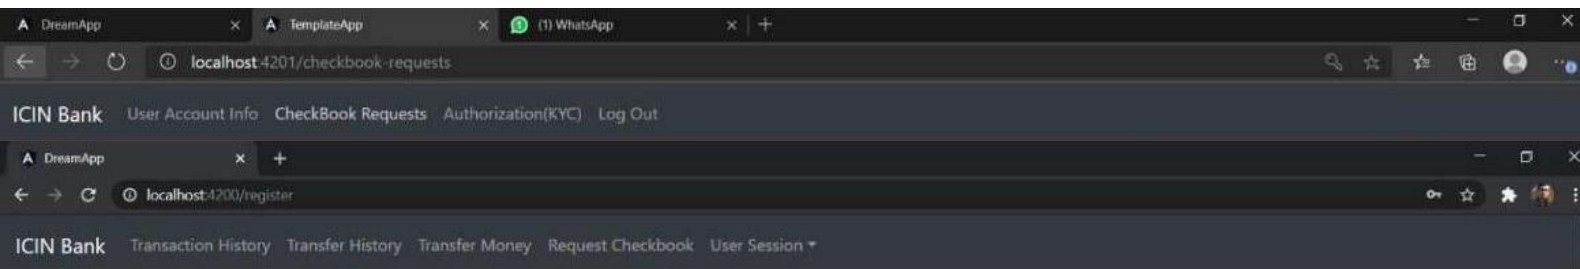 DreamApp TemplateApp (1) WhatsApp
localhost:4201/checkbook-requests
ICIN Bank User Account Info CheckBook Requests Authorization(KYC) Log Out
DreamApp
localhost:4200/register
ICIN Bank Transaction History Transfer History Transfer Money Request Checkbook User Session